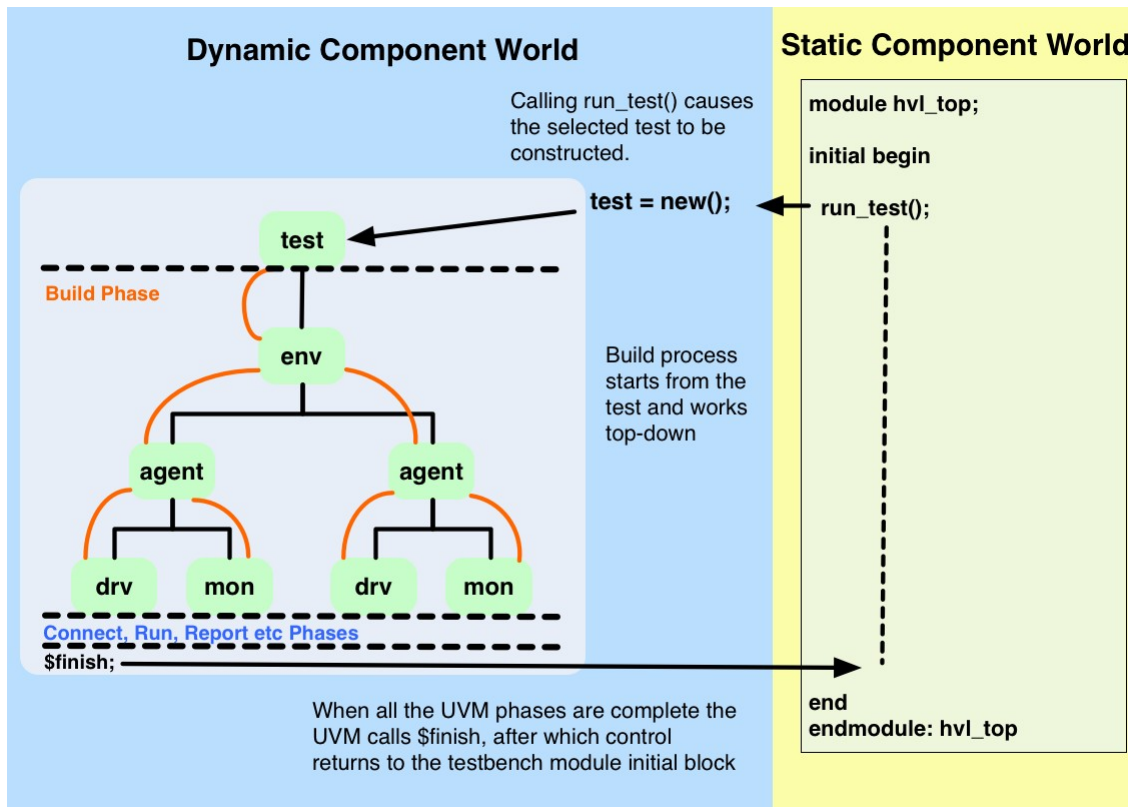 Dynamic Component World
Static Component World
Calling run_test() causes
the selected test to be
constructed.
module hvl_top;
initial begin
test = new();
run_test();
test
Build Phase
env
Build process
starts from the
test and works
top-down
agent
agent
drv
mon
drv
mon
Connect, Run, Report etc Phases
$finish;
When all the UVM phases are complete the
UVM calls $finish, after which control
returns to the testbench module initial block
end
endmodule: hvl_top